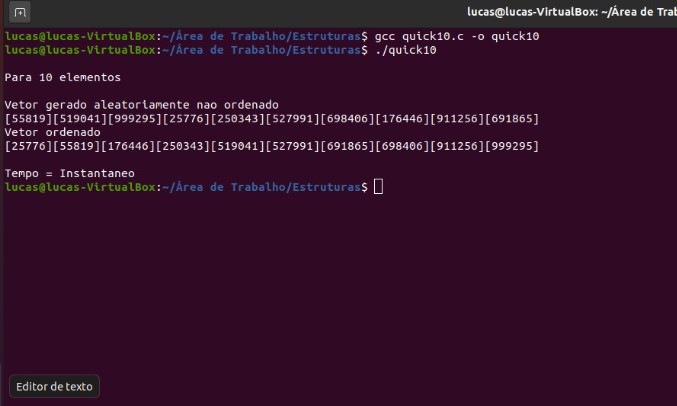 lucas@lucas-VirtualBox: ~/Área de Trab
lucas@lucas-VirtualBox:~/Área de Trabalho/Estruturas$ gcc quick10.c -o quick10
lucas@lucas-VirtualBox:~/Área de Trabalho/Estruturas$ ./quick10
Para 10 elementos
Vetor gerado aleatoriamente nao ordenado
[55819][519041][999295][25776][250343][527991][698406][176446][911256][691865]
Vetor ordenado
[25776][55819][176446][250343][519041][527991][691865][698406][911256][999295]
Tempo = Instantaneo
lucas@lucas-VirtualBox:~/Área de Trabalho/Estruturas$
Editor de texto